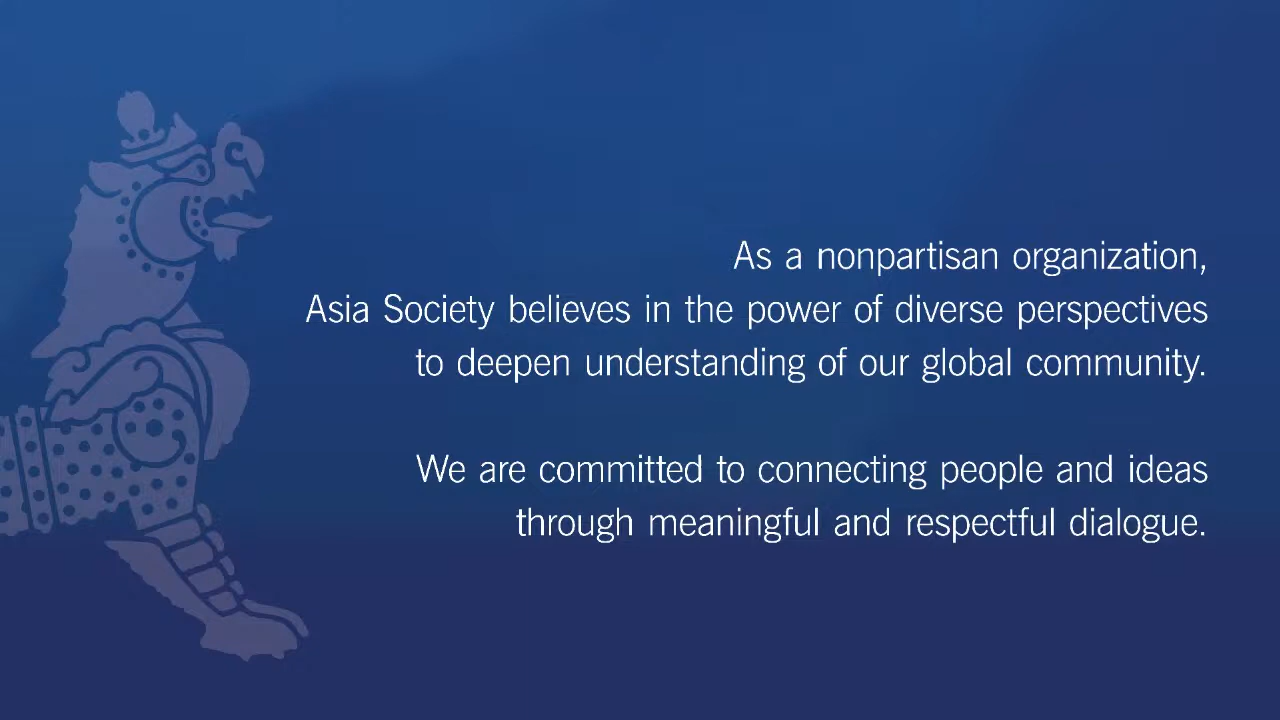 As a nonpartisan organization,
Asia Society believes in the power of diverse perspectives
to deepen understanding of our global community.
We are committed to connecting people and ideas
through meaningful and respectful dialogue.